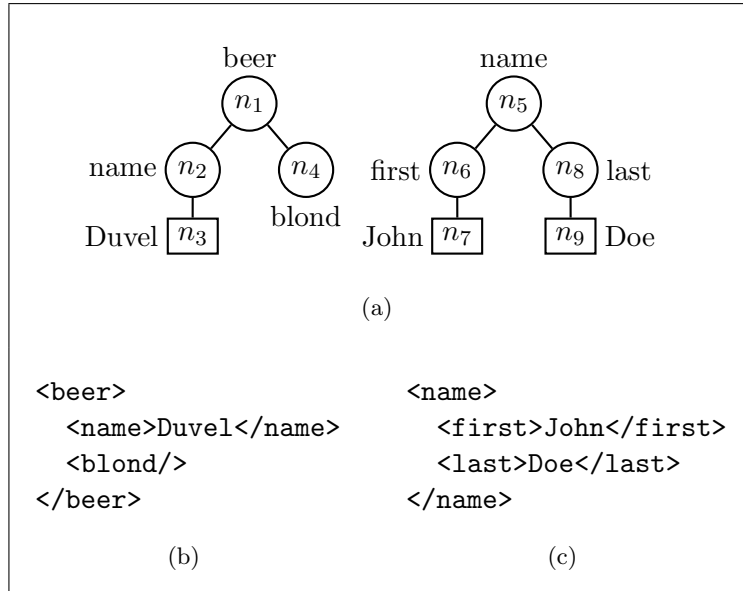 beer name
n1 n5
name n2 n4 first n6 n8 last
blond
Duvel n3 John n7 n9 Doe
(a)
<beer>
  <name>Duvel</name>
  <blond/>
</beer>
(b)
<name>
  <first>John</first>
  <last>Doe</last>
</name>
(c)